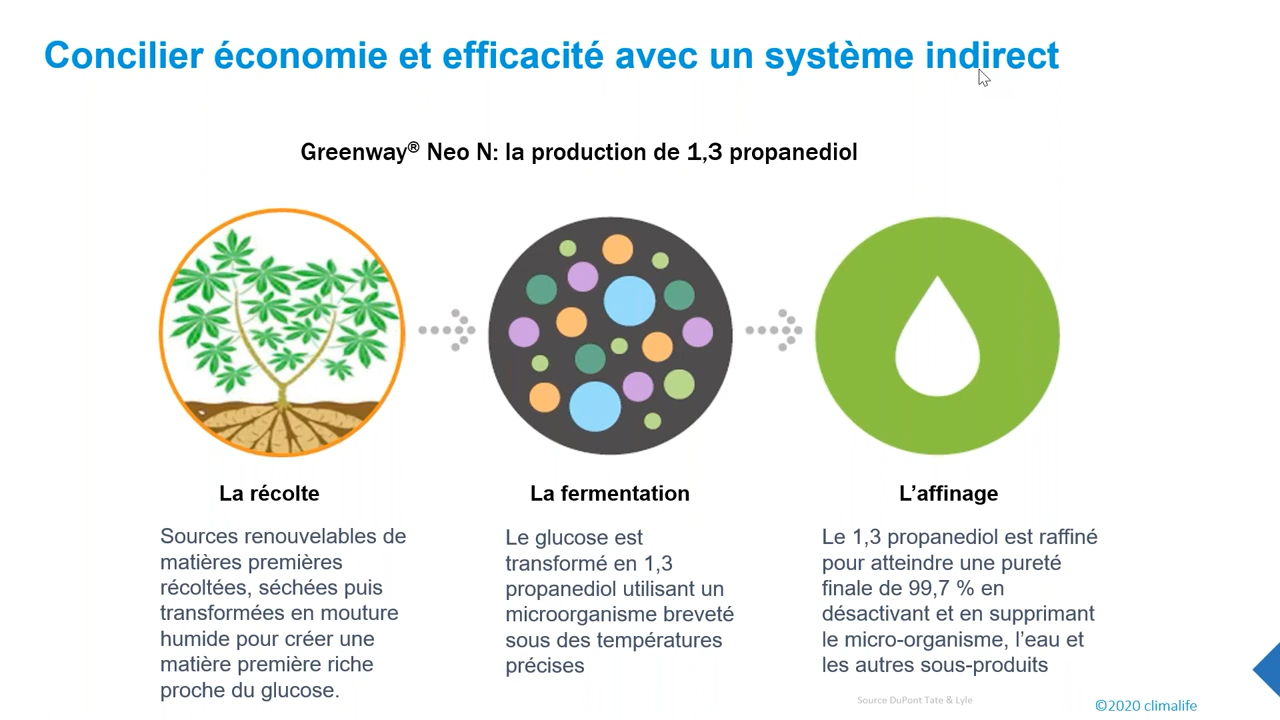 Concilier économie et efficacité avec un système indirect
Greenway® Neo N: la production de 1,3 propanediol
La récolte
Sources renouvelables de
matières premières
récoltées, séchées puis
transformées en mouture
humide pour créer une
matière première riche
proche du glucose.
La fermentation
Le glucose est
transformé en 1,3
propanediol utilisant un
microorganisme breveté
sous des températures
précises
L’affinage
Le 1,3 propanediol est raffiné
pour atteindre une pureté
finale de 99,7 % en
désactivant et en supprimant
le micro-organisme, l’eau et
les autres sous-produits
Source DuPont Tate & Lyle
©2020 climalife